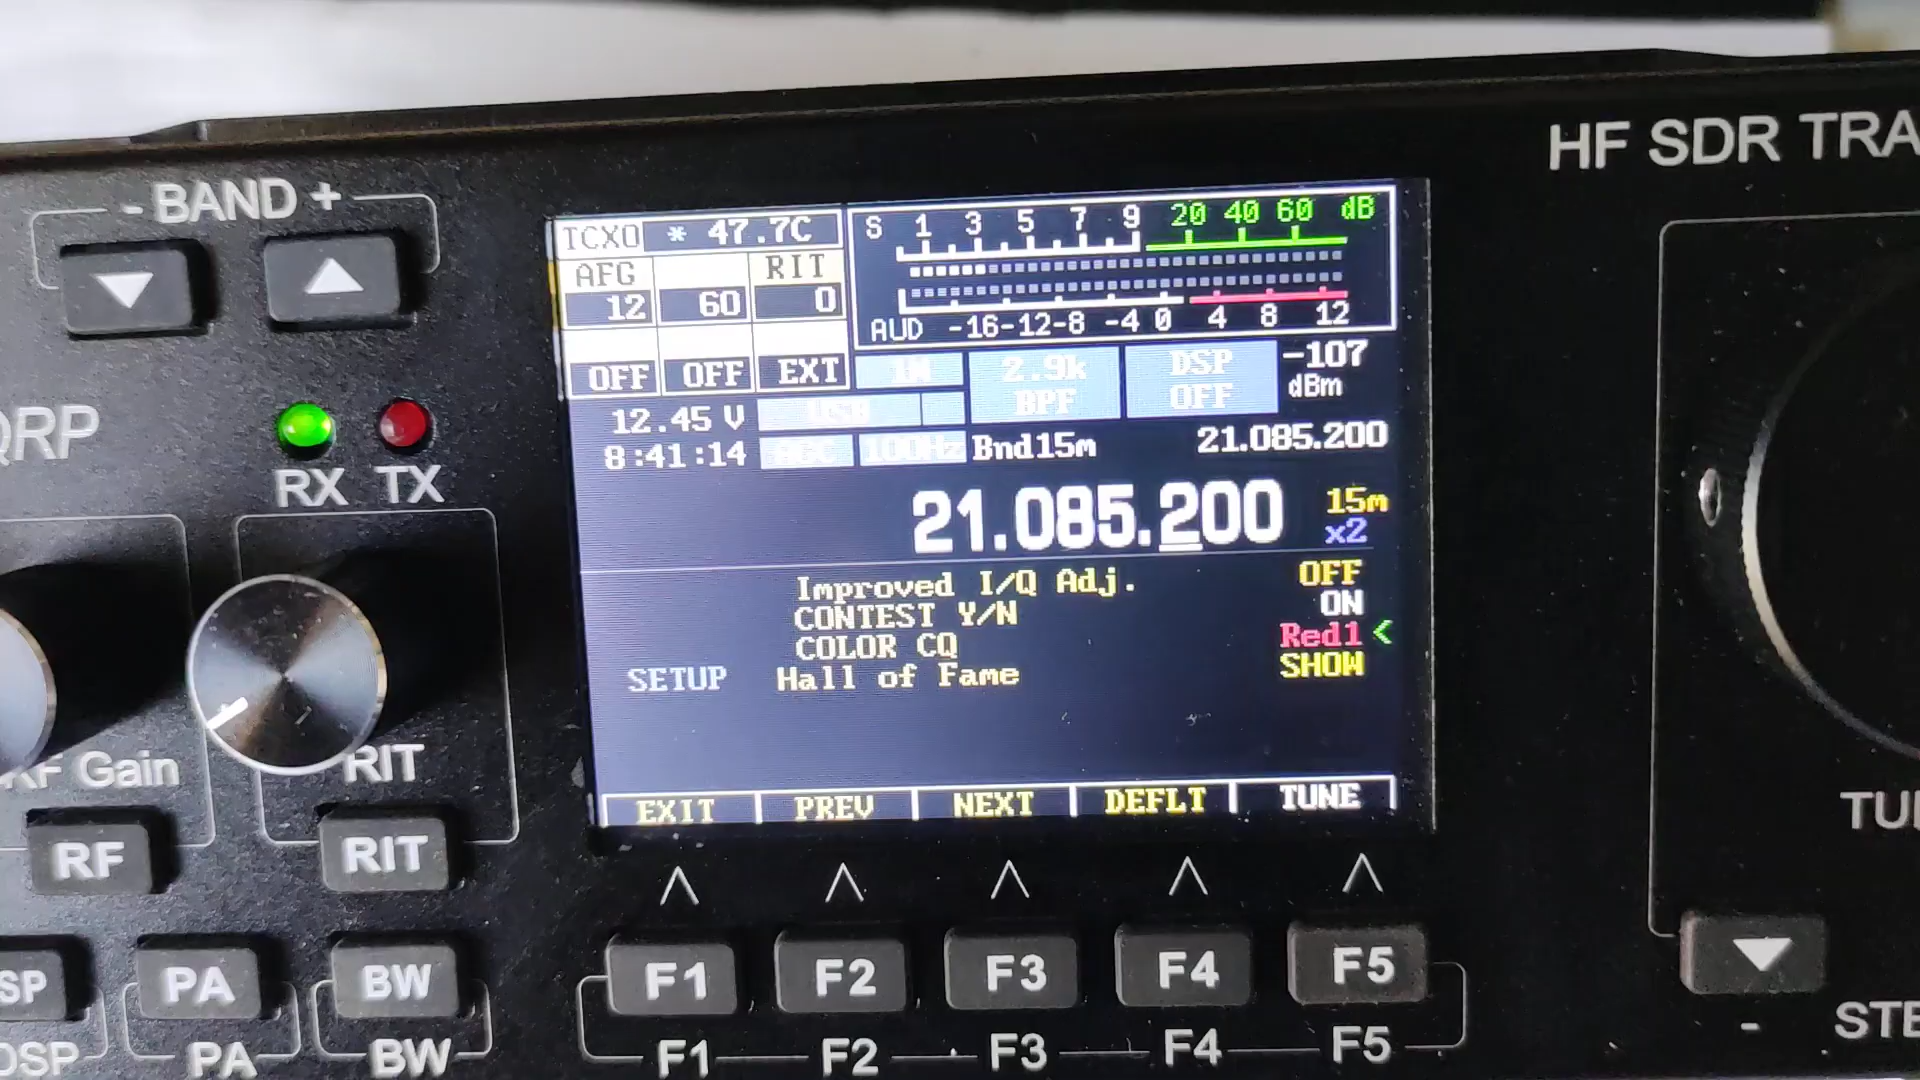 HF SDR TRA
- BAND +
TCXO * 47.7C
S 1 3 5 7 9 20 40 60 dB
AFG RIT
12 60 0
AUD -16-12-8 -4 0 4 8 12
OFF OFF EXT
2.9k
BPF
DSP
OFF
-107
dBm
12.45 V
USB
8:41:14 AGC 100Hz Bnd15m 21.085.200
QRP
RX TX
21.085.200
15m
x2
Improved I/Q Adj. OFF
CONTEST Y/N ON
COLOR CQ Red1 <
SETUP Hall of Fame SHOW
RF Gain
RIT
EXIT PREV NEXT DEFLT TUNE
RF RIT
SP PA BW
F1 F2 F3 F4 F5
DSP PA BW
F1 F2 F3 F4 F5
TU
-
STE